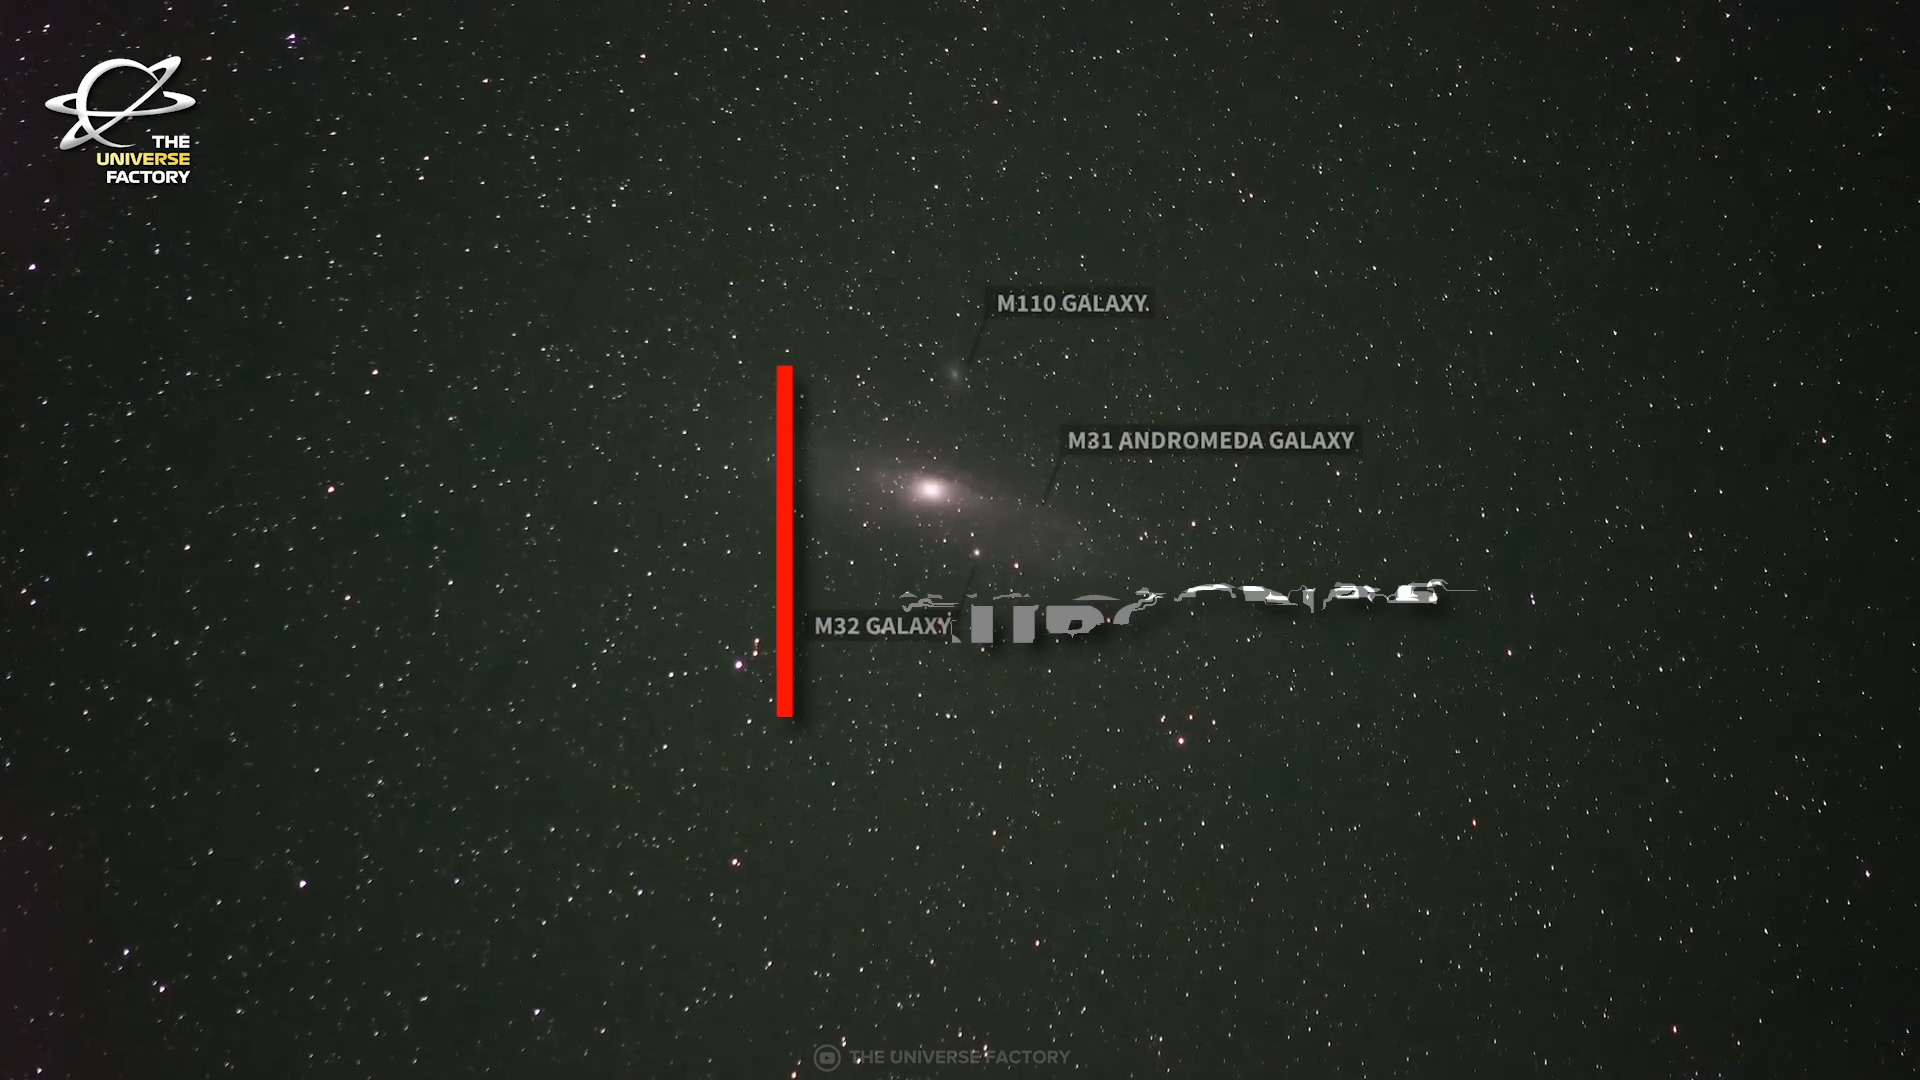 THE
UNIVERSE
FACTORY
M110 GALAXY
M31 ANDROMEDA GALAXY
M32 GALAXY
THE UNIVERSE FACTORY